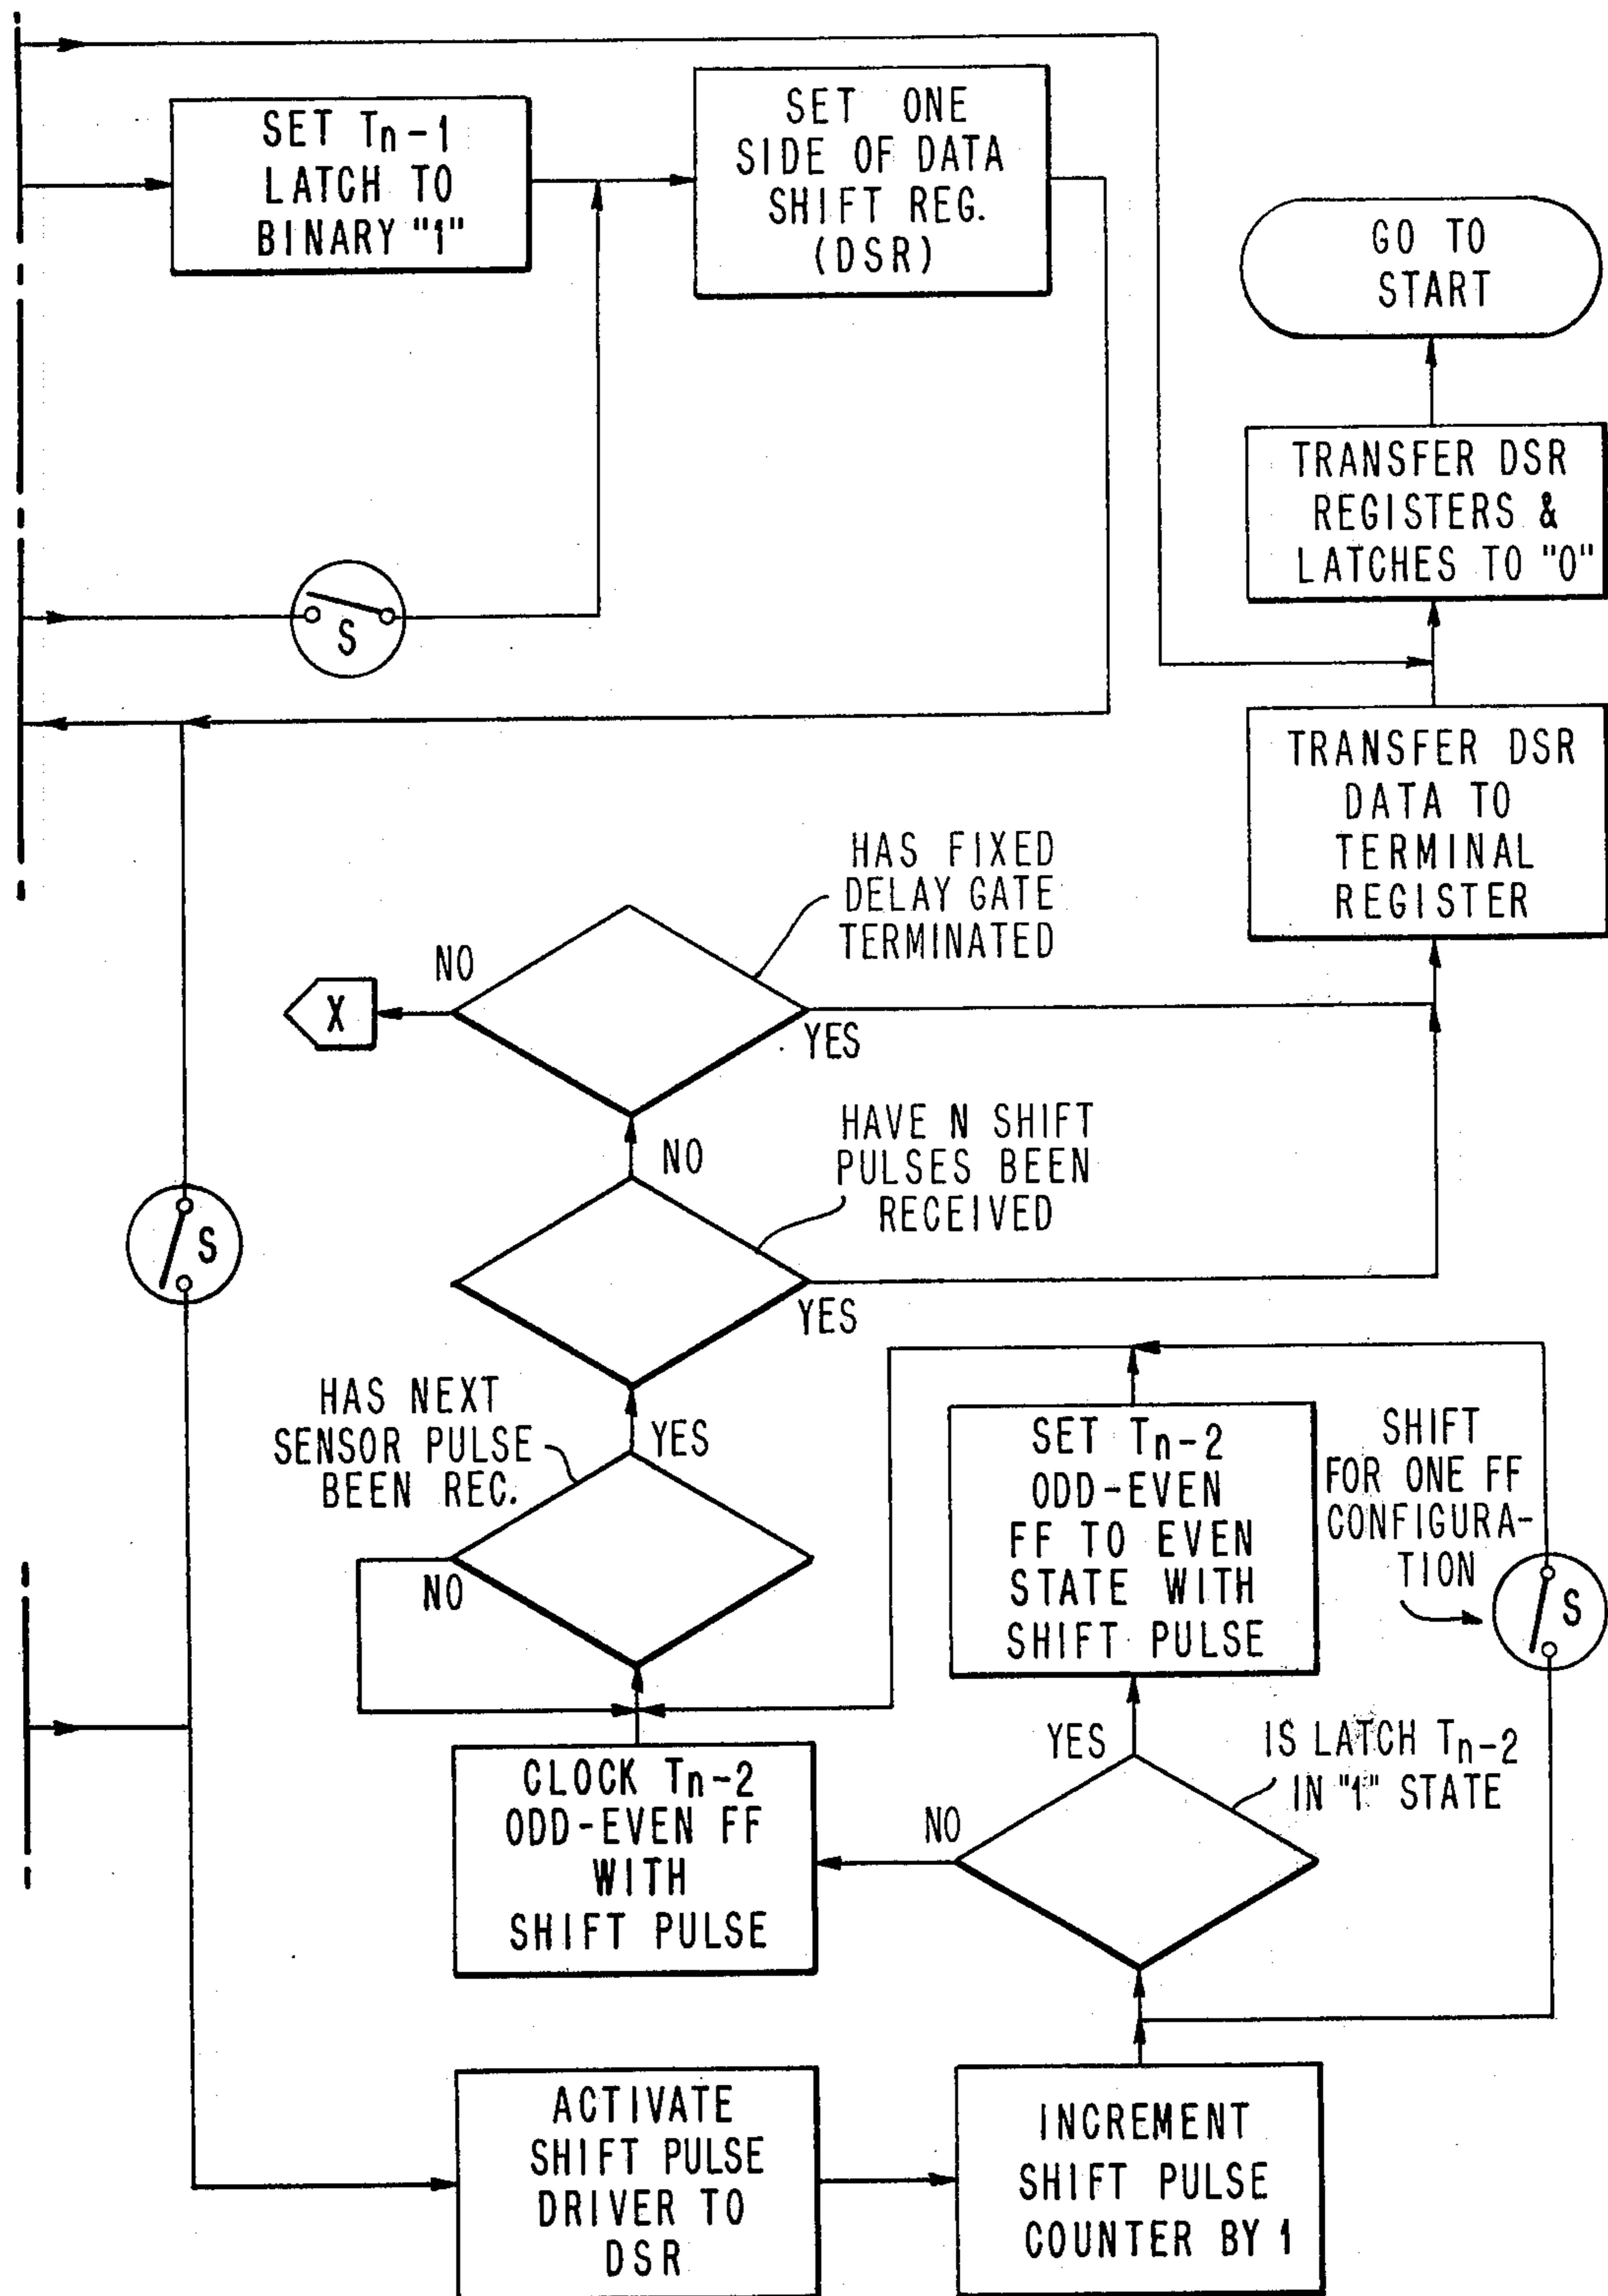 SET Tn-1
LATCH TO
BINARY "1"
SET ONE
SIDE OF DATA
SHIFT REG.
(DSR)
GO TO
START
TRANSFER DSR
REGISTERS &
LATCHES TO "0"
S
TRANSFER DSR
DATA TO
TERMINAL
REGISTER
HAS FIXED
DELAY GATE
TERMINATED
NO
X
YES
HAVE N SHIFT
PULSES BEEN
RECEIVED
NO
S
YES
HAS NEXT
SENSOR PULSE
BEEN REC.
YES
NO
SET Tn-2
ODD-EVEN
FF TO EVEN
STATE WITH
SHIFT PULSE
SHIFT
FOR ONE FF
CONFIGURA-
TION
S
YES
IS LATCH Tn-2
IN "1" STATE
CLOCK Tn-2
ODD-EVEN FF
WITH
SHIFT PULSE
NO
ACTIVATE
SHIFT PULSE
DRIVER TO
DSR
INCREMENT
SHIFT PULSE
COUNTER BY 1